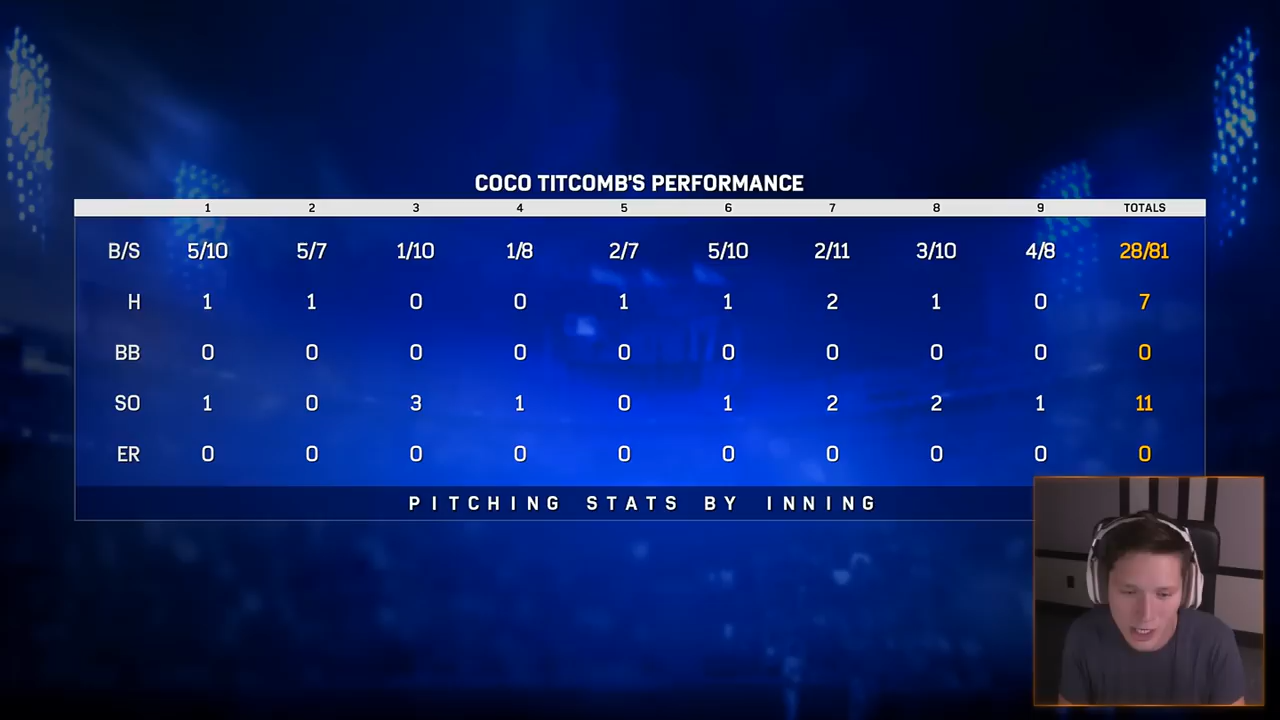 COCO TITCOMB'S PERFORMANCE
1 2 3 4 5 6 7 8 9 TOTALS
B/S 5/10 5/7 1/10 1/8 2/7 5/10 2/11 3/10 4/8 28/81
H 1 1 0 0 1 1 2 1 0 7
BB 0 0 0 0 0 0 0 0 0 0
SO 1 0 3 1 0 1 2 2 1 11
ER 0 0 0 0 0 0 0 0 0 0
PITCHING STATS BY INNING